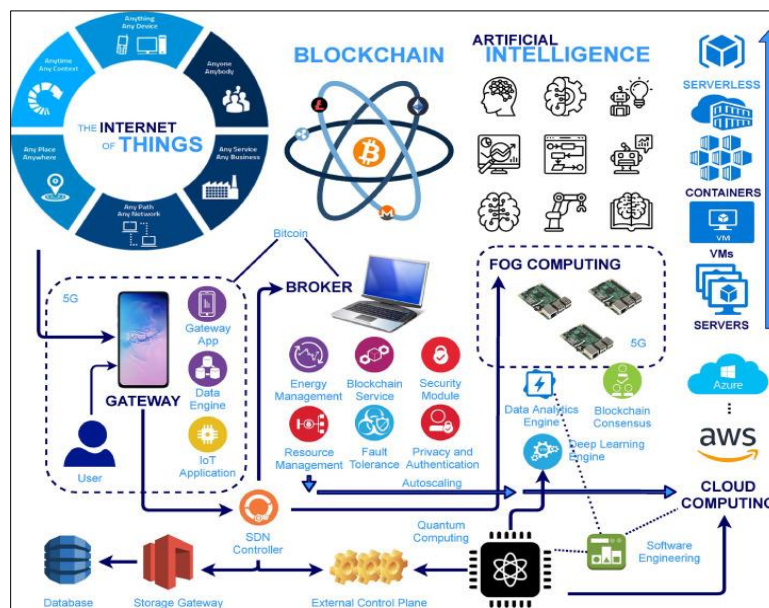 Anything
Any Device
Anytime
Any Context
Anyone
Anybody
THE INTERNET
OF THINGS
Any Place
Anywhere
Any Service
Any Business
Any Path
Any Network
BLOCKCHAIN
ARTIFICIAL
INTELLIGENCE
SERVERLESS
CONTAINERS
VM
VMs
SERVERS
Bitcoin
5G
Gateway
App
Data
Engine
IoT
Application
GATEWAY
User
BROKER
Energy
Management
Blockchain
Service
Security
Module
Resource
Management
Fault
Tolerance
Privacy and
Authentication
Autoscaling
FOG COMPUTING
5G
Data Analytics
Engine
Blockchain
Consensus
Deep Learning
Engine
Azure
aws
CLOUD
COMPUTING
SDN
Controller
Quantum
Computing
Software
Engineering
Database
Storage Gateway
External Control Plane